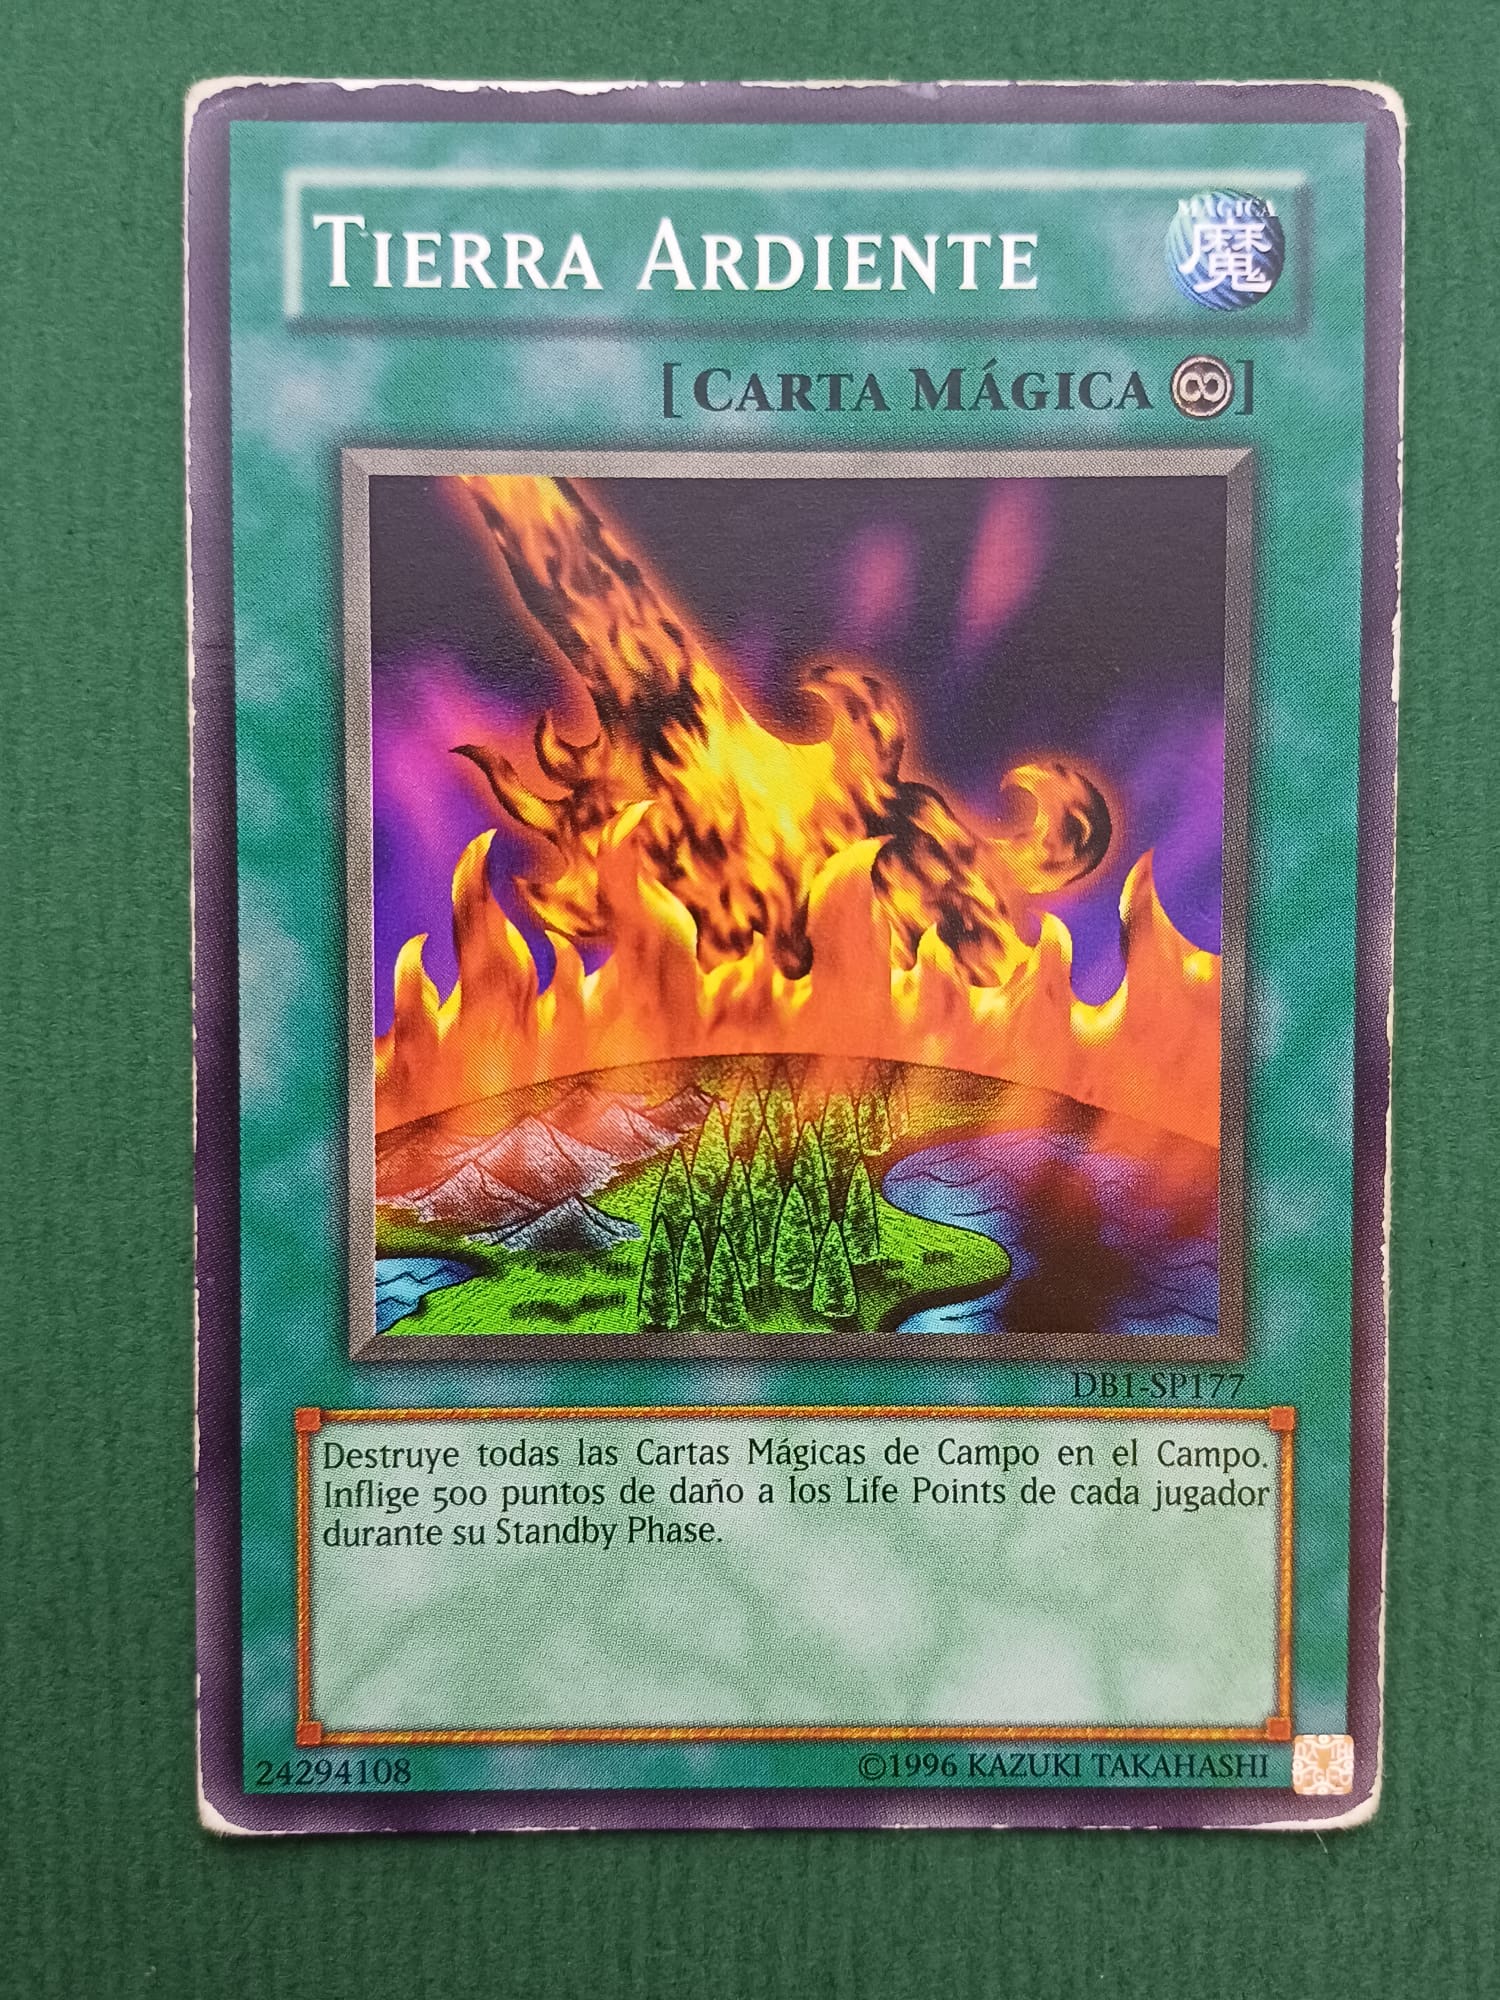 TIERRA ARDIENTE
MÁGICA
魔
[CARTA MÁGICA ∞]
DB1-SP177
Destruye todas las Cartas Mágicas de Campo en el Campo.
Inflige 500 puntos de daño a los Life Points de cada jugador
durante su Standby Phase.
24294108
©1996 KAZUKI TAKAHASHI